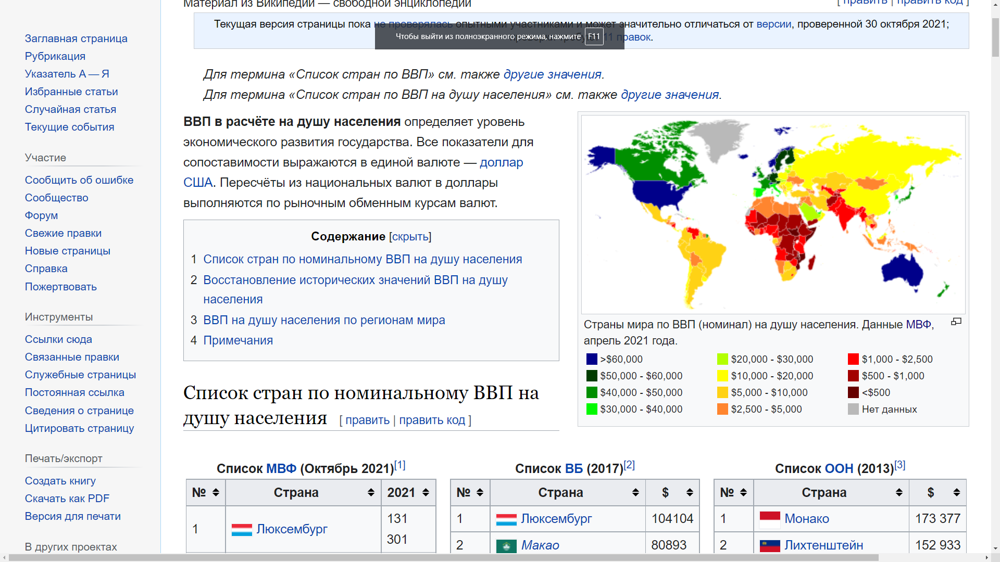 Материал из Википедии — свободной энциклопедии
[ править | править код ]
Текущая версия страницы пока не проверялась опытными участниками и может значительно отличаться от версии, проверенной 30 октября 2021;
11 правок.
Чтобы выйти из полноэкранного режима, нажмите F11
Для термина «Список стран по ВВП» см. также другие значения.
Для термина «Список стран по ВВП на душу населения» см. также другие значения.
Заглавная страница
Рубрикация
Указатель А — Я
Избранные статьи
Случайная статья
Текущие события
Участие
Сообщить об ошибке
Сообщество
Форум
Свежие правки
Новые страницы
Справка
Пожертвовать
Инструменты
Ссылки сюда
Связанные правки
Служебные страницы
Постоянная ссылка
Сведения о странице
Цитировать страницу
Печать/экспорт
Создать книгу
Скачать как PDF
Версия для печати
В других проектах
ВВП в расчёте на душу населения определяет уровень
экономического развития государства. Все показатели для
сопоставимости выражаются в единой валюте — доллар
США. Пересчёты из национальных валют в доллары
выполняются по рыночным обменным курсам валют.
Содержание [скрыть]
1 Список стран по номинальному ВВП на душу населения
2 Восстановление исторических значений ВВП на душу
населения
3 ВВП на душу населения по регионам мира
4 Примечания
Страны мира по ВВП (номинал) на душу населения. Данные МВФ,
апрель 2021 года.
>$60,000
$50,000 - $60,000
$40,000 - $50,000
$30,000 - $40,000
$20,000 - $30,000
$10,000 - $20,000
$5,000 - $10,000
$2,500 - $5,000
$1,000 - $2,500
$500 - $1,000
<$500
Нет данных
Список стран по номинальному ВВП на
душу населения [ править | править код ]
Список МВФ (Октябрь 2021)[1]
№ Страна 2021
1 Люксембург 131
301
Список ВБ (2017)[2]
№ Страна $
1 Люксембург 104104
2 Макао 80893
Список ООН (2013)[3]
№ Страна $
1 Монако 173 377
2 Лихтенштейн 152 933